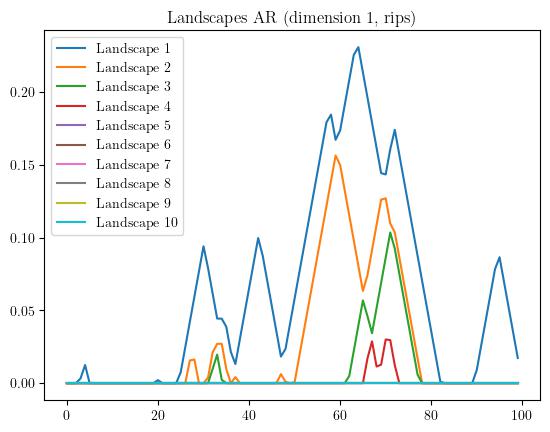 Landscapes AR (dimension 1, rips)
Landscape 1
Landscape 2
Landscape 3
Landscape 4
Landscape 5
Landscape 6
Landscape 7
Landscape 8
Landscape 9
Landscape 10
0.20
0.15
0.10
0.05
0.00
0 20 40 60 80 100